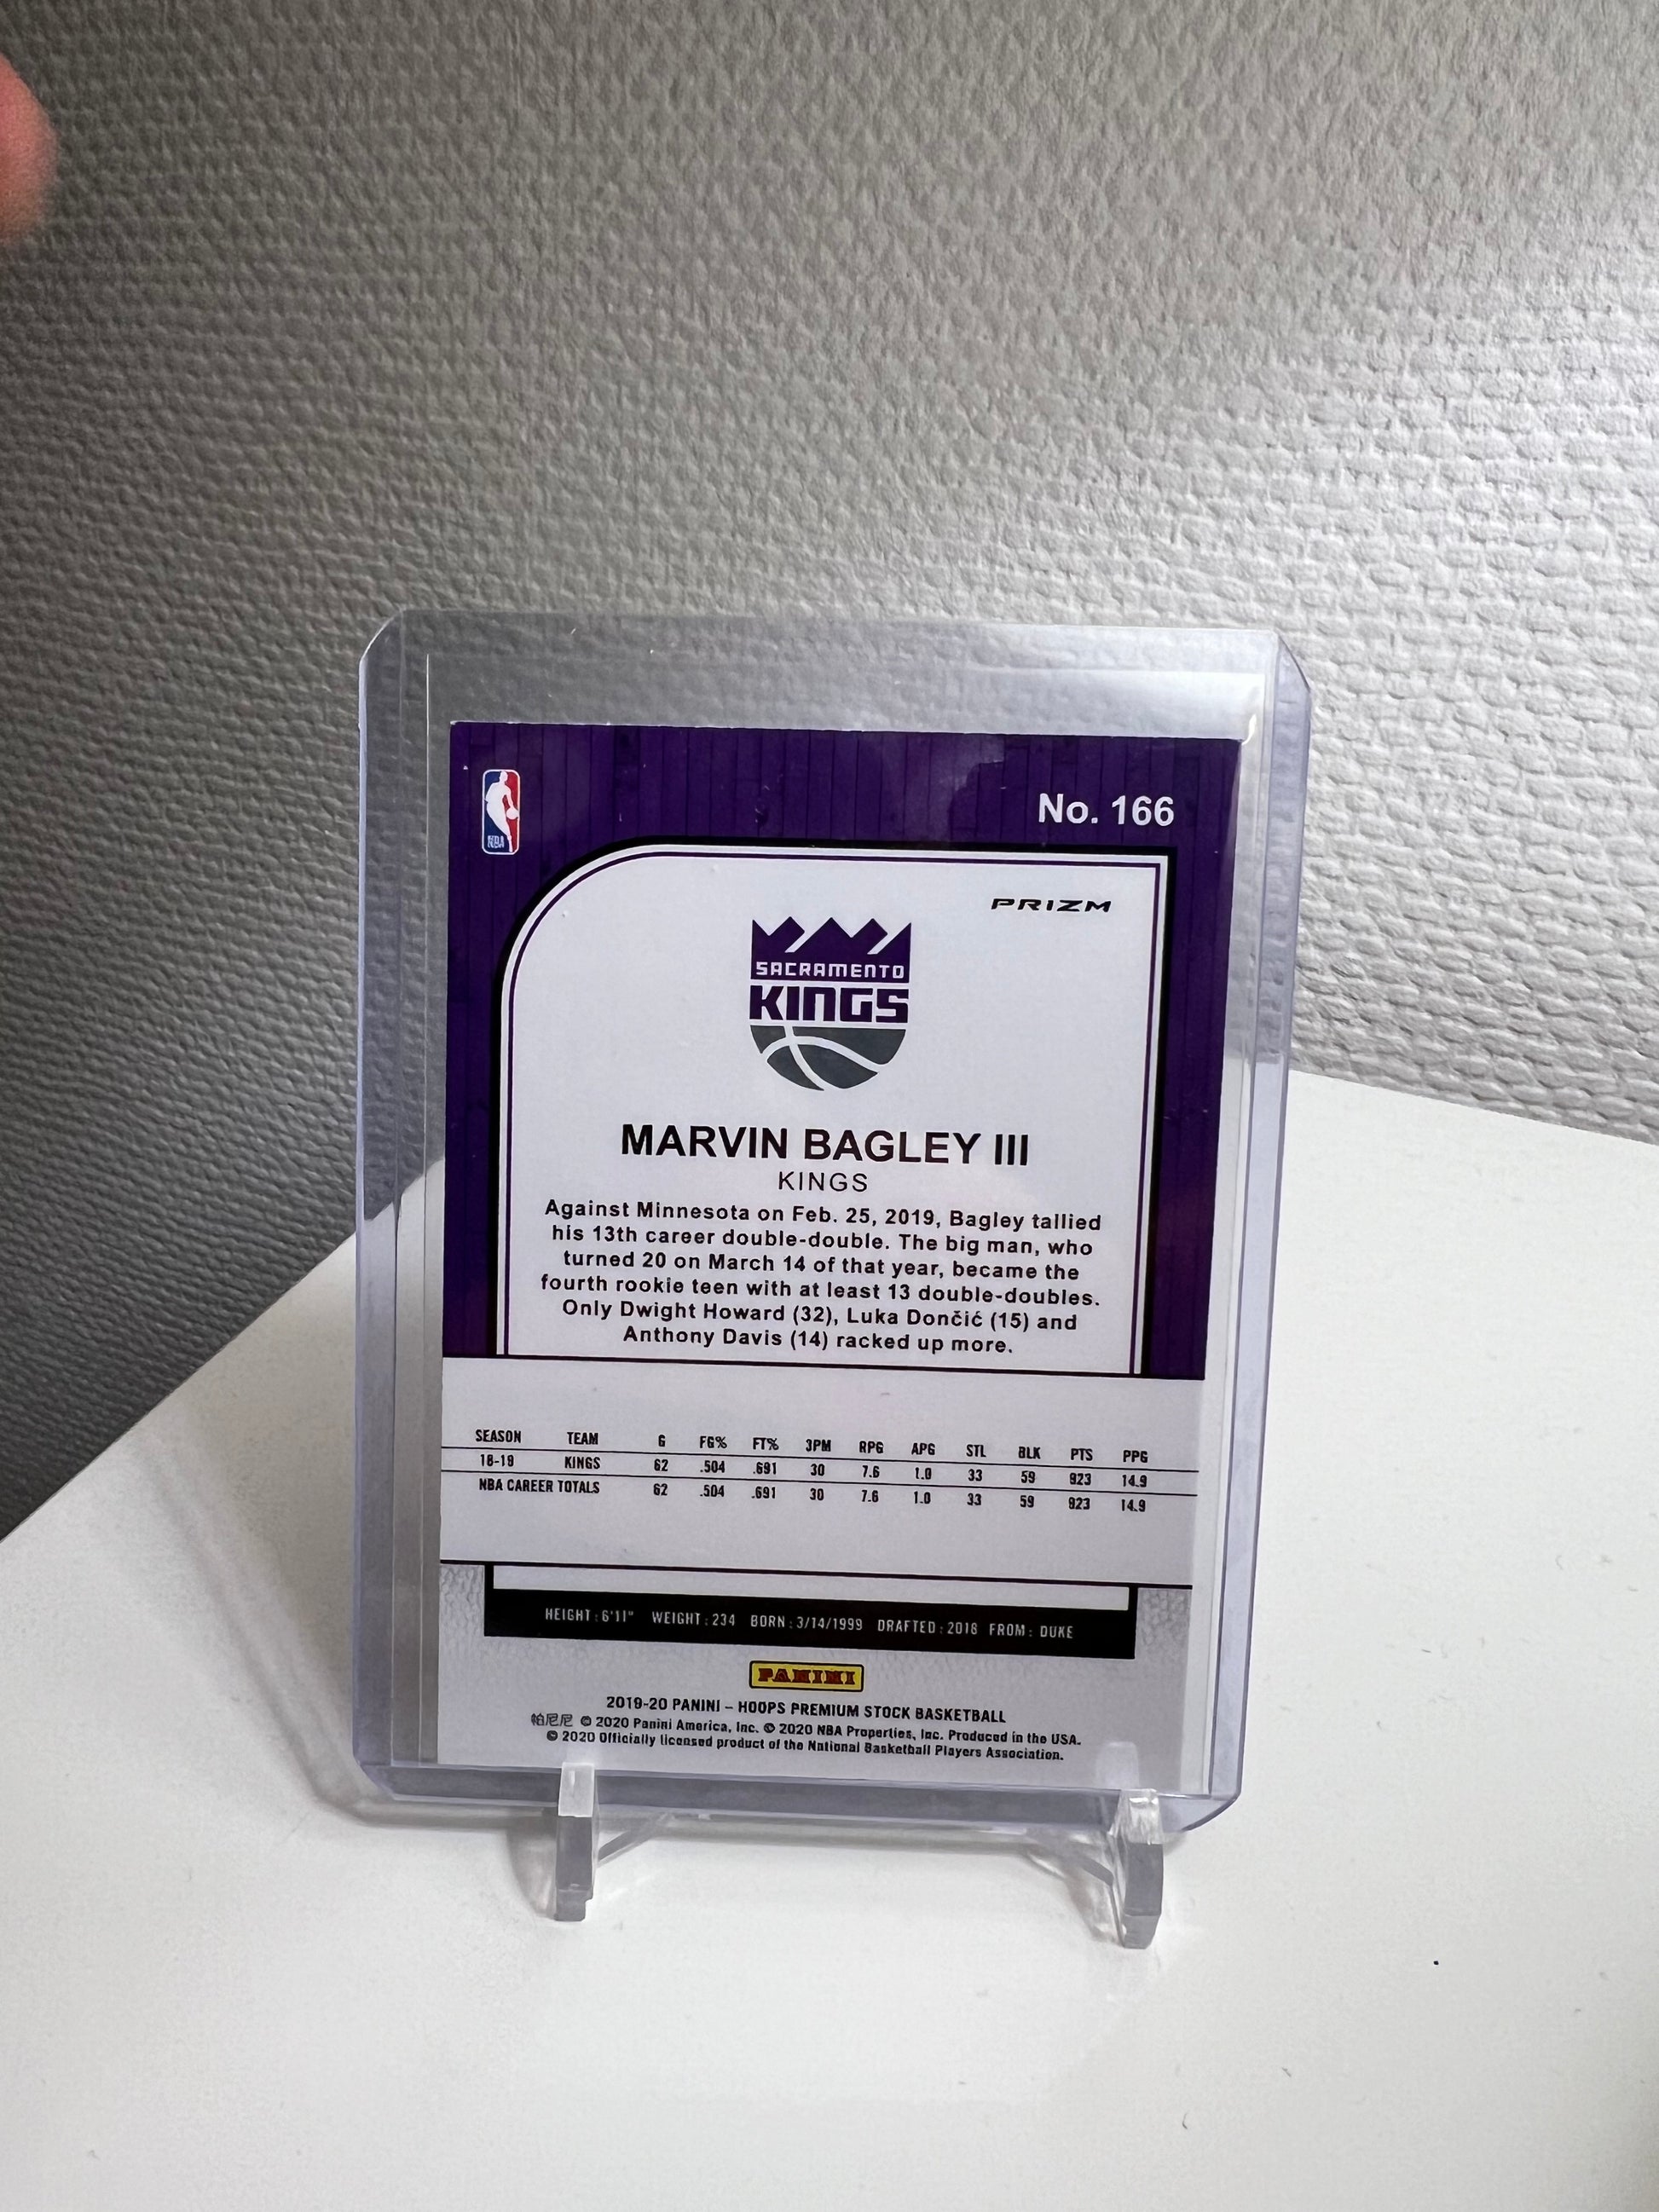 NBA
No. 166
PRIZM
SACRAMENTO
KINGS
MARVIN BAGLEY III
KINGS
Against Minnesota on Feb. 25, 2019, Bagley tallied
his 13th career double-double. The big man, who
turned 20 on March 14 of that year, became the
fourth rookie teen with at least 13 double-doubles.
Only Dwight Howard (32), Luka Dončić (15) and
Anthony Davis (14) racked up more.
SEASON TEAM G FG% FT% 3PM RPG APG STL BLK PTS PPG
18-19 KINGS 62 .504 .691 30 7.6 1.0 33 59 923 14.9
NBA CAREER TOTALS 62 .504 .691 30 7.6 1.0 33 59 923 14.9
HEIGHT: 6'11" WEIGHT: 234 BORN: 3/14/1999 DRAFTED: 2018 FROM: DUKE
PANINI
2019-20 PANINI – HOOPS PREMIUM STOCK BASKETBALL
帕尼尼 © 2020 Panini America, Inc. © 2020 NBA Properties, Inc. Produced in the USA.
© 2020 Officially licensed product of the National Basketball Players Association.